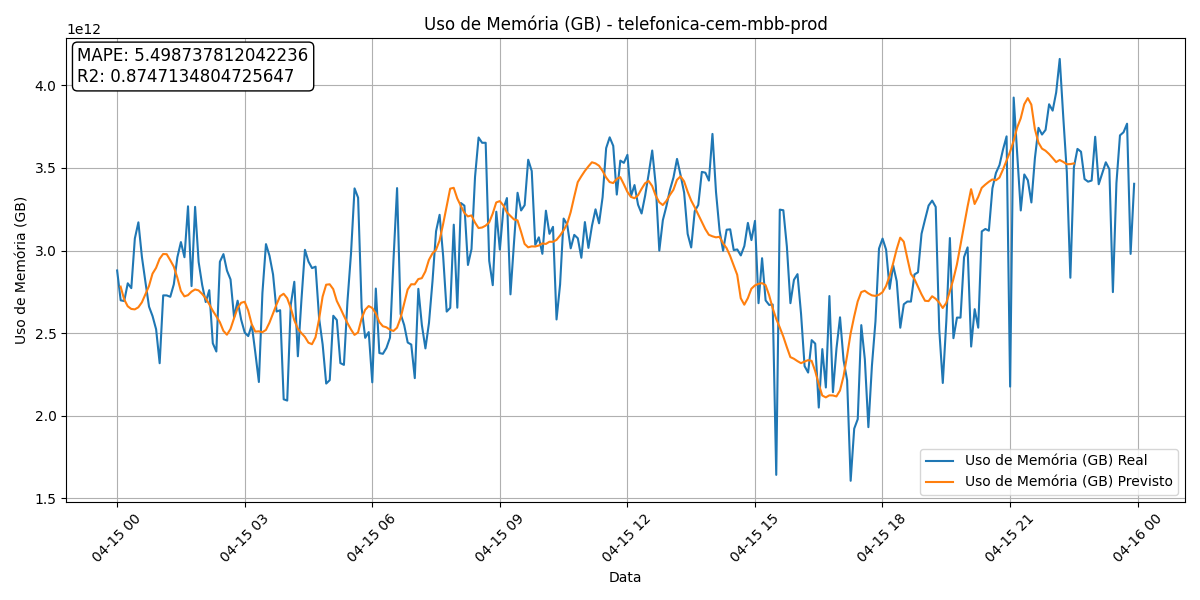 Uso de Memória (GB) - telefonica-cem-mbb-prod
1e12
MAPE: 5.498737812042236
R2: 0.8747134804725647
4.0
3.5
3.0
2.5
2.0
1.5
Uso de Memória (GB)
Uso de Memória (GB) Real
Uso de Memória (GB) Previsto
04-15 00
04-15 03
04-15 06
04-15 09
04-15 12
04-15 15
04-15 18
04-15 21
04-16 00
Data